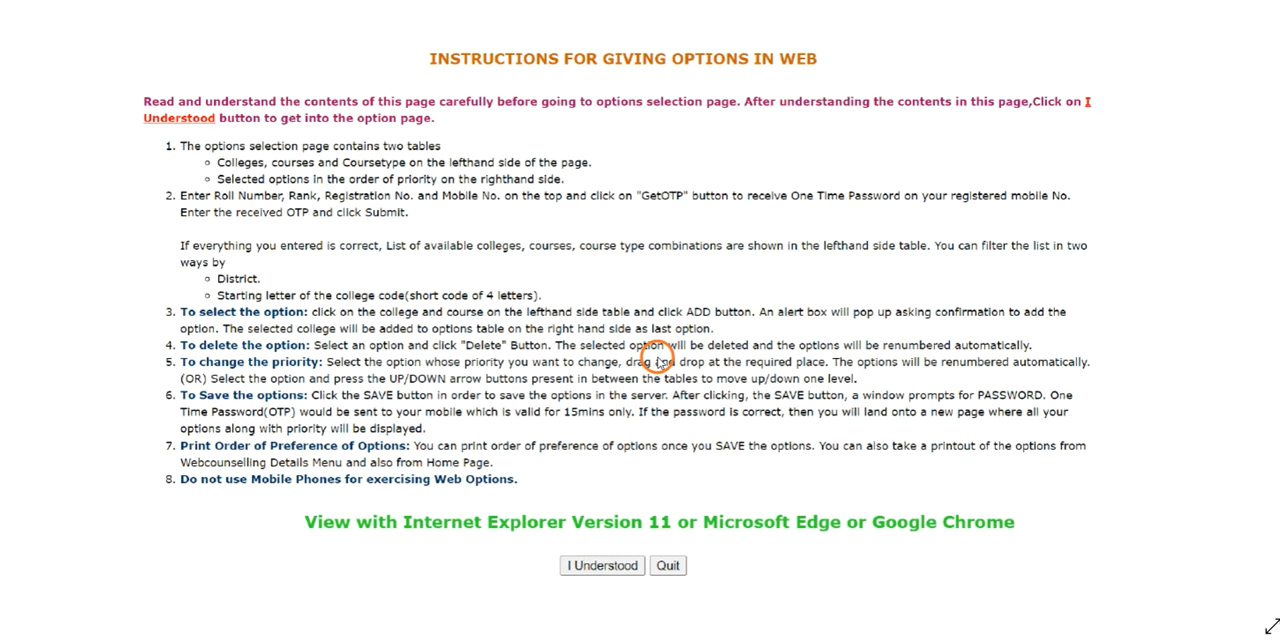 INSTRUCTIONS FOR GIVING OPTIONS IN WEB
Read and understand the contents of this page carefully before going to options selection page. After understanding the contents in this page,Click on I
Understood button to get into the option page.
1. The options selection page contains two tables
◦ Colleges, courses and Coursetype on the lefthand side of the page.
◦ Selected options in the order of priority on the righthand side.
2. Enter Roll Number, Rank, Registration No. and Mobile No. on the top and click on "GetOTP" button to receive One Time Password on your registered mobile No.
Enter the received OTP and click Submit.
If everything you entered is correct, List of available colleges, courses, course type combinations are shown in the lefthand side table. You can filter the list in two
ways by
◦ District.
◦ Starting letter of the college code(short code of 4 letters).
3. To select the option: click on the college and course on the lefthand side table and click ADD button. An alert box will pop up asking confirmation to add the
option. The selected college will be added to options table on the right hand side as last option.
4. To delete the option: Select an option and click "Delete" Button. The selected option will be deleted and the options will be renumbered automatically.
5. To change the priority: Select the option whose priority you want to change, drag and drop at the required place. The options will be renumbered automatically.
(OR) Select the option and press the UP/DOWN arrow buttons present in between the tables to move up/down one level.
6. To Save the options: Click the SAVE button in order to save the options in the server. After clicking, the SAVE button, a window prompts for PASSWORD. One
Time Password(OTP) would be sent to your mobile which is valid for 15mins only. If the password is correct, then you will land onto a new page where all your
options along with priority will be displayed.
7. Print Order of Preference of Options: You can print order of preference of options once you SAVE the options. You can also take a printout of the options from
Webcounselling Details Menu and also from Home Page.
8. Do not use Mobile Phones for exercising Web Options.
View with Internet Explorer Version 11 or Microsoft Edge or Google Chrome
I Understood Quit